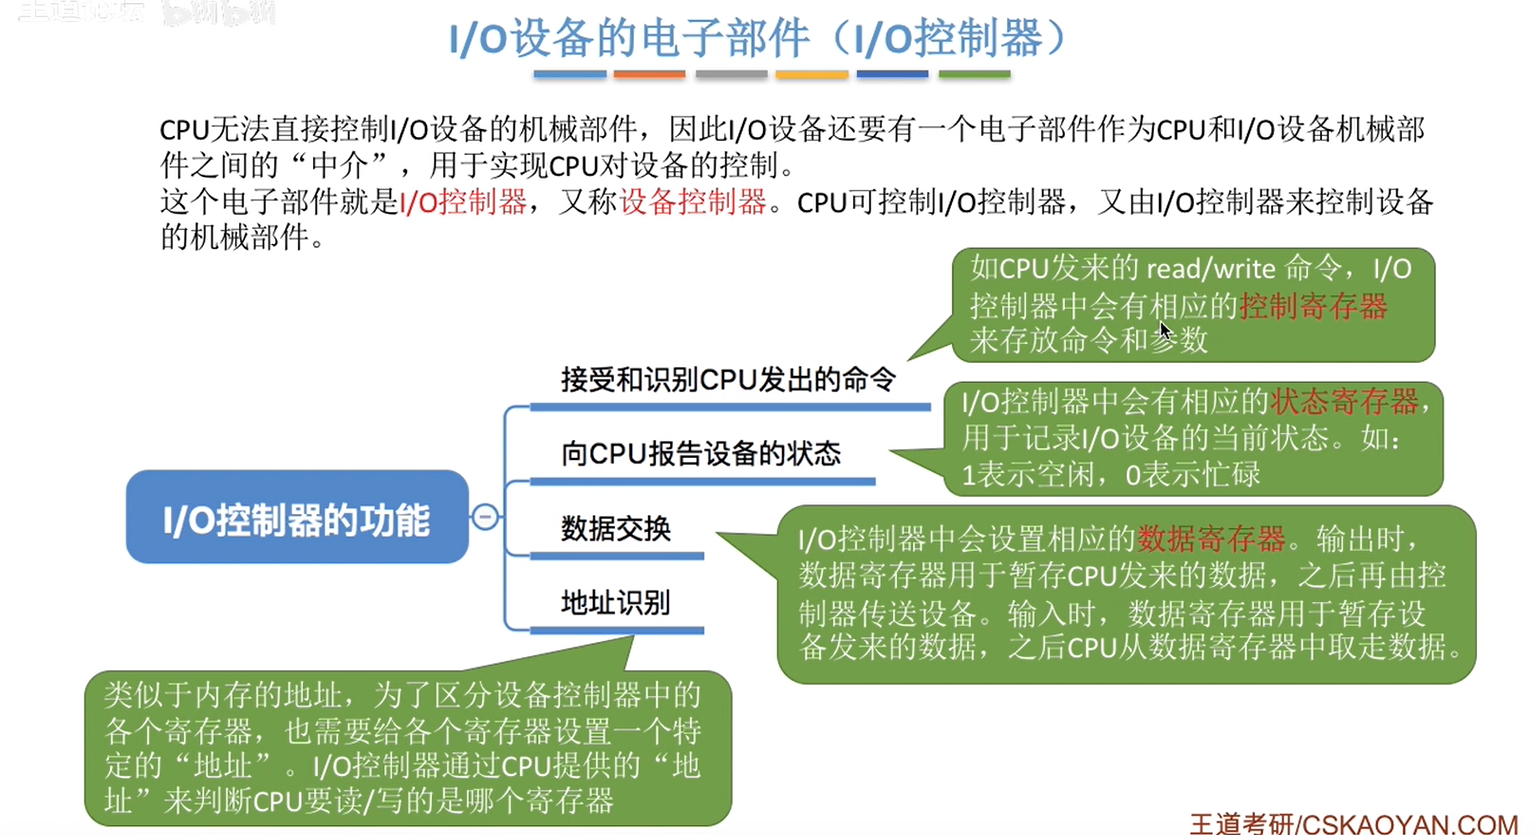 王道论坛 bilibili
I/O设备的电子部件（I/O控制器）
CPU无法直接控制I/O设备的机械部件，因此I/O设备还要有一个电子部件作为CPU和I/O设备机械部
件之间的“中介”，用于实现CPU对设备的控制。
这个电子部件就是I/O控制器，又称设备控制器。CPU可控制I/O控制器，又由I/O控制器来控制设备
的机械部件。
如CPU发来的 read/write 命令，I/O
控制器中会有相应的控制寄存器
来存放命令和参数
接受和识别CPU发出的命令
I/O控制器中会有相应的状态寄存器，
用于记录I/O设备的当前状态。如：
1表示空闲，0表示忙碌
向CPU报告设备的状态
I/O控制器的功能
数据交换
I/O控制器中会设置相应的数据寄存器。输出时，
数据寄存器用于暂存CPU发来的数据，之后再由控
制器传送设备。输入时，数据寄存器用于暂存设
备发来的数据，之后CPU从数据寄存器中取走数据。
地址识别
类似于内存的地址，为了区分设备控制器中的
各个寄存器，也需要给各个寄存器设置一个特
定的“地址”。I/O控制器通过CPU提供的“地
址”来判断CPU要读/写的是哪个寄存器
王道考研/CSKAOYAN.COM